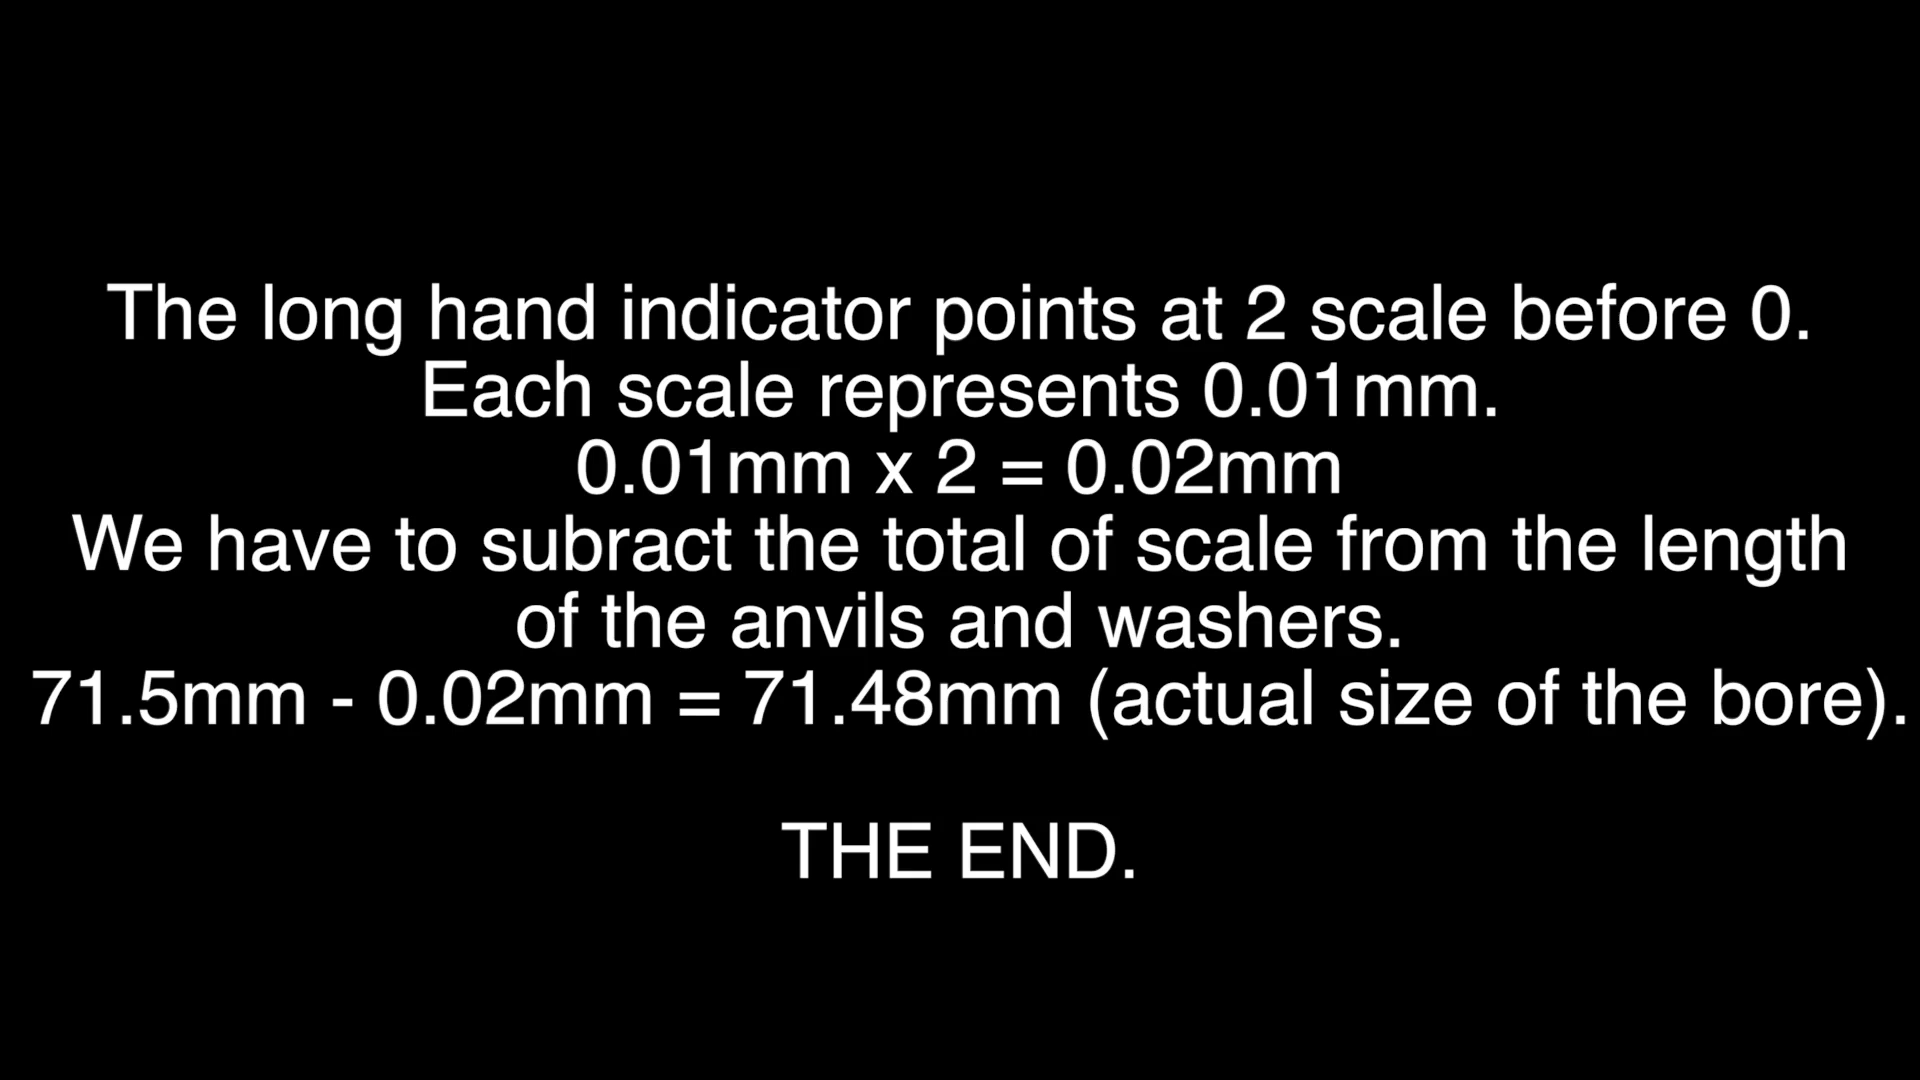 The long hand indicator points at 2 scale before 0.
Each scale represents 0.01mm.
0.01mm x 2 = 0.02mm
We have to subract the total of scale from the length
of the anvils and washers.
71.5mm - 0.02mm = 71.48mm (actual size of the bore).
THE END.